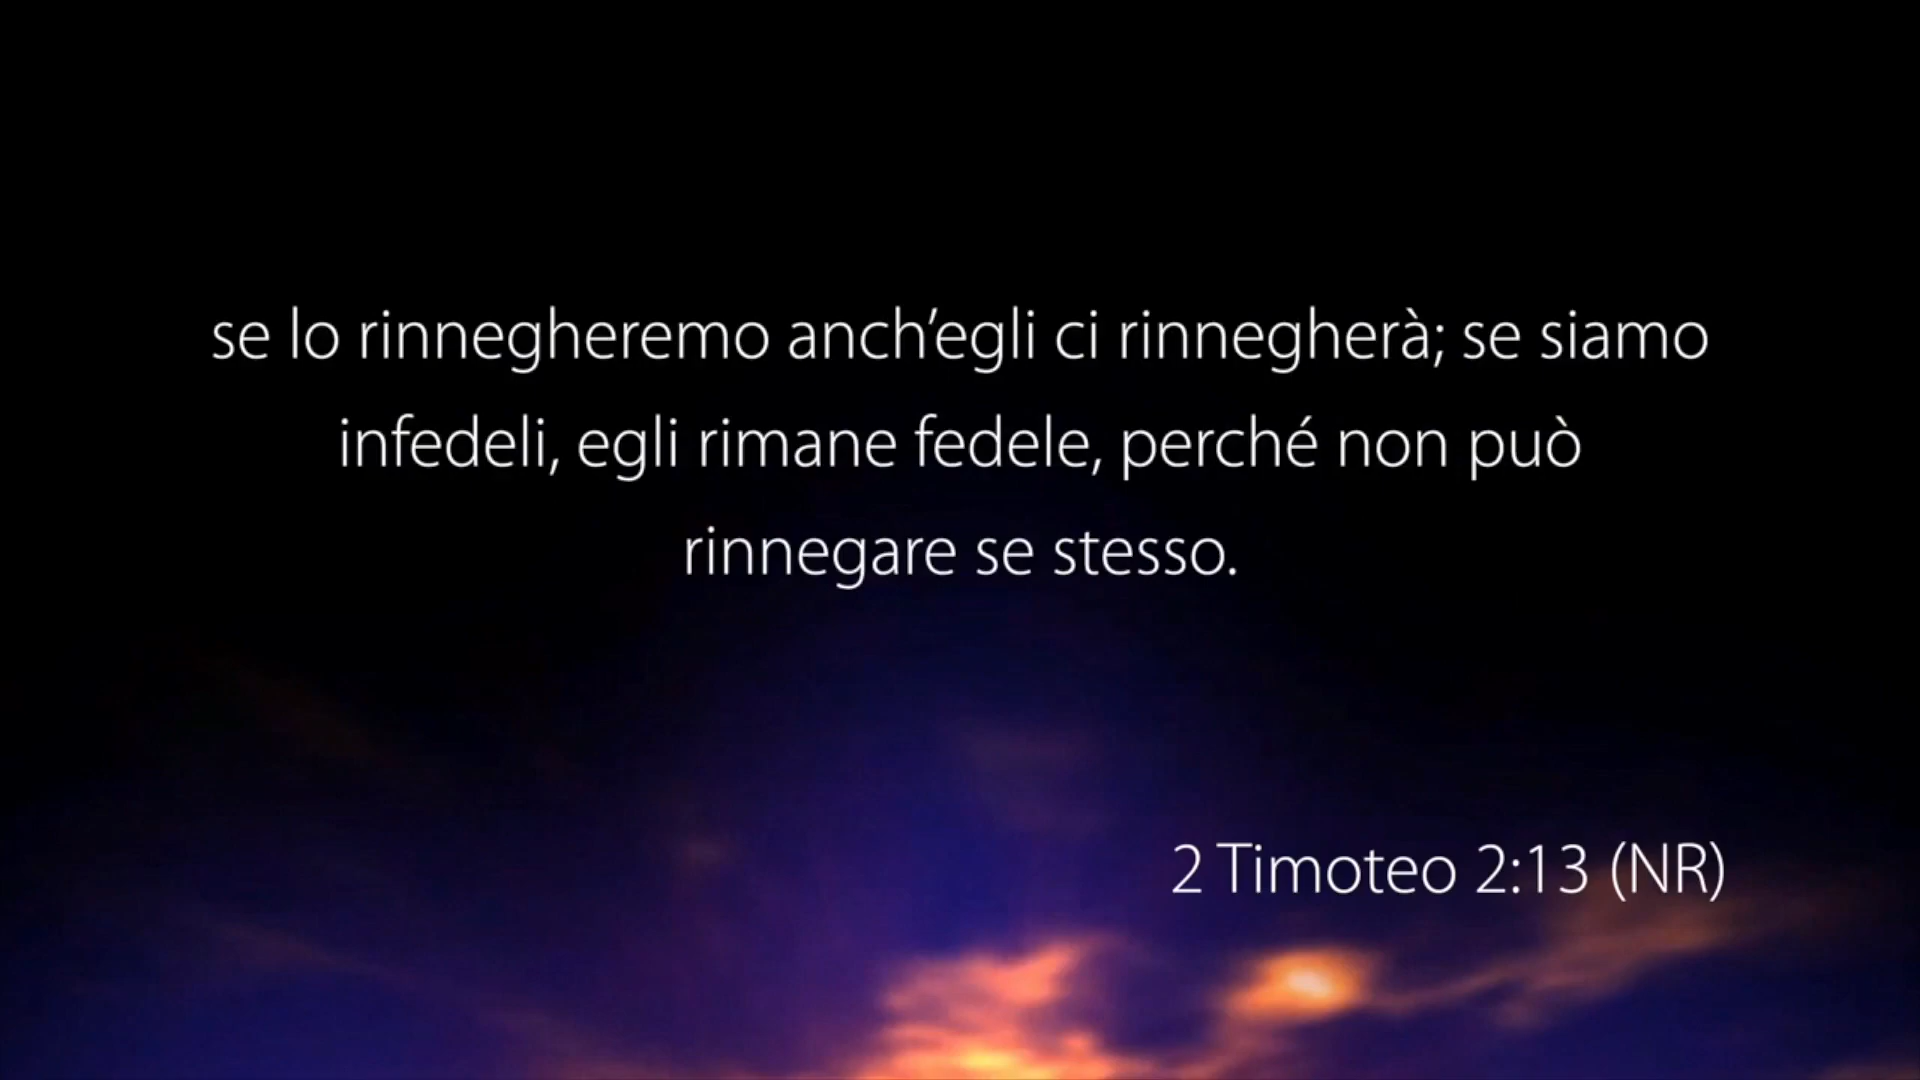 se lo rinnegheremo anch’egli ci rinnegherà; se siamo
infedeli, egli rimane fedele, perché non può
rinnegare se stesso.
2 Timoteo 2:13 (NR)